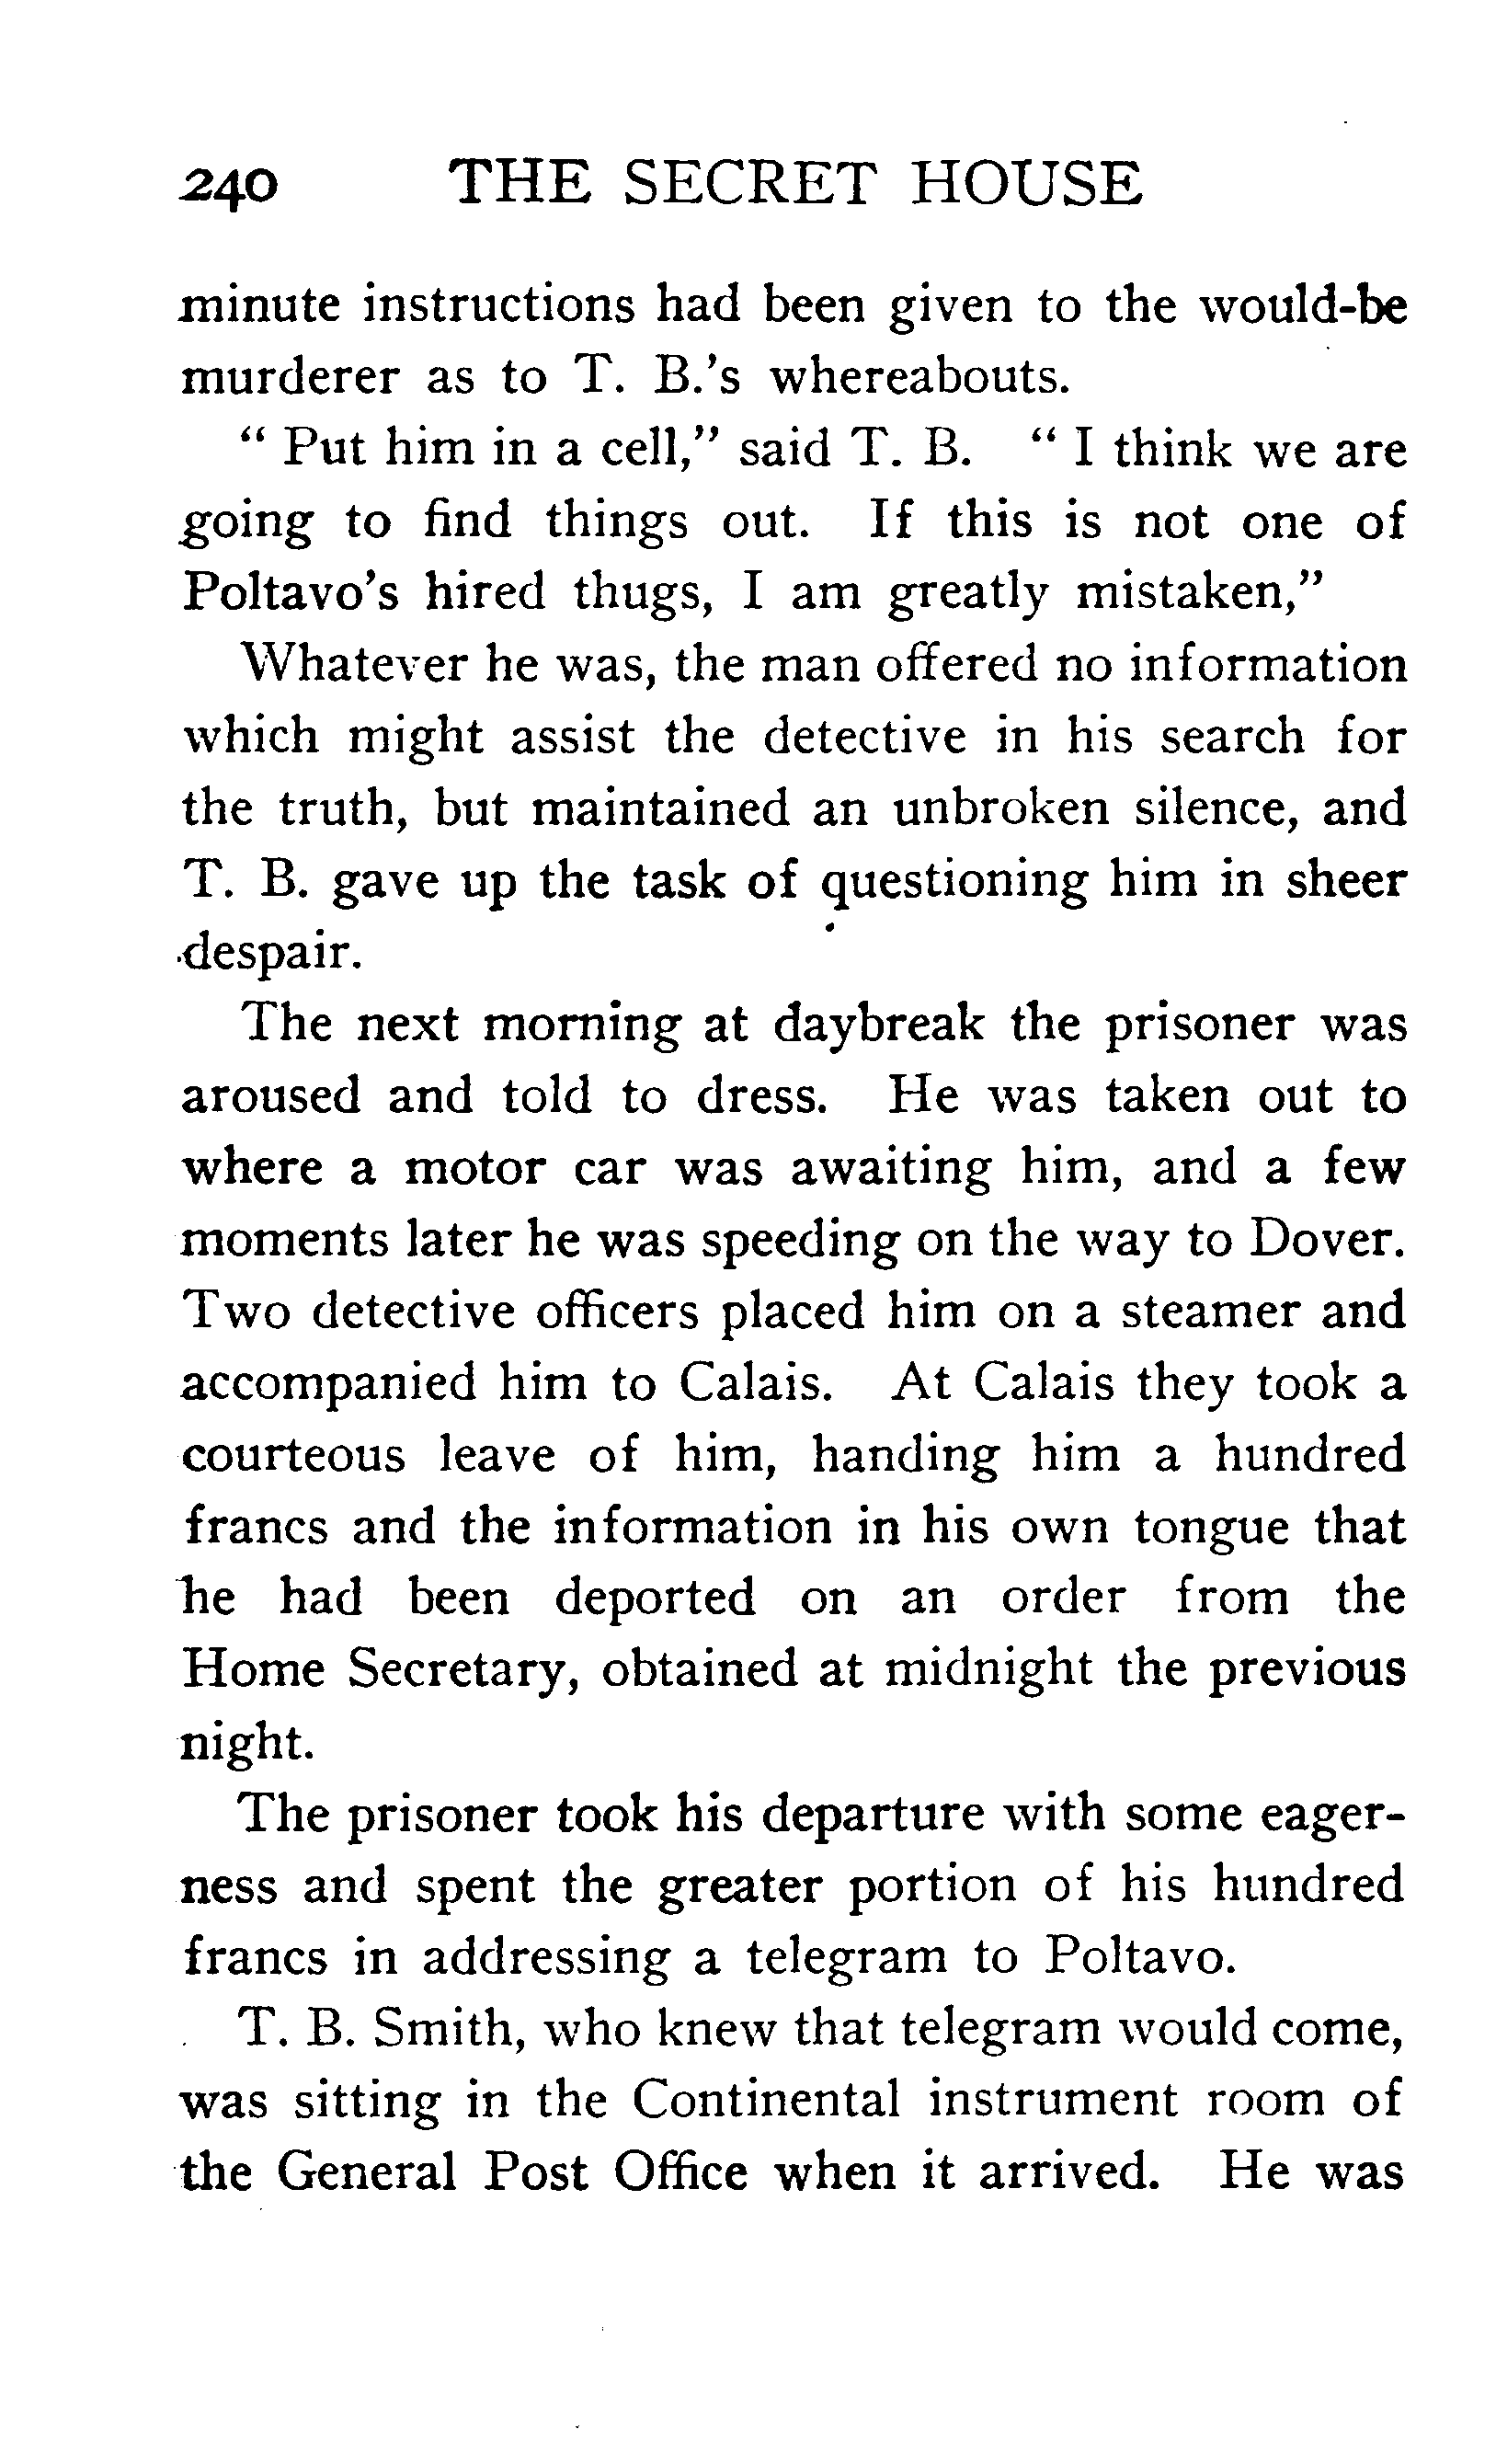 240 THE SECRET HOUSE
minute instructions had been given to the would-be
murderer as to T. B.'s whereabouts.
“ Put him in a cell,” said T. B. “ I think we are
going to find things out. If this is not one of
Poltavo's hired thugs, I am greatly mistaken,”
Whatever he was, the man offered no information
which might assist the detective in his search for
the truth, but maintained an unbroken silence, and
T. B. gave up the task of questioning him in sheer
despair.
The next morning at daybreak the prisoner was
aroused and told to dress. He was taken out to
where a motor car was awaiting him, and a few
moments later he was speeding on the way to Dover.
Two detective officers placed him on a steamer and
accompanied him to Calais. At Calais they took a
courteous leave of him, handing him a hundred
francs and the information in his own tongue that
he had been deported on an order from the
Home Secretary, obtained at midnight the previous
night.
The prisoner took his departure with some eager-
ness and spent the greater portion of his hundred
francs in addressing a telegram to Poltavo.
T. B. Smith, who knew that telegram would come,
was sitting in the Continental instrument room of
the General Post Office when it arrived. He was